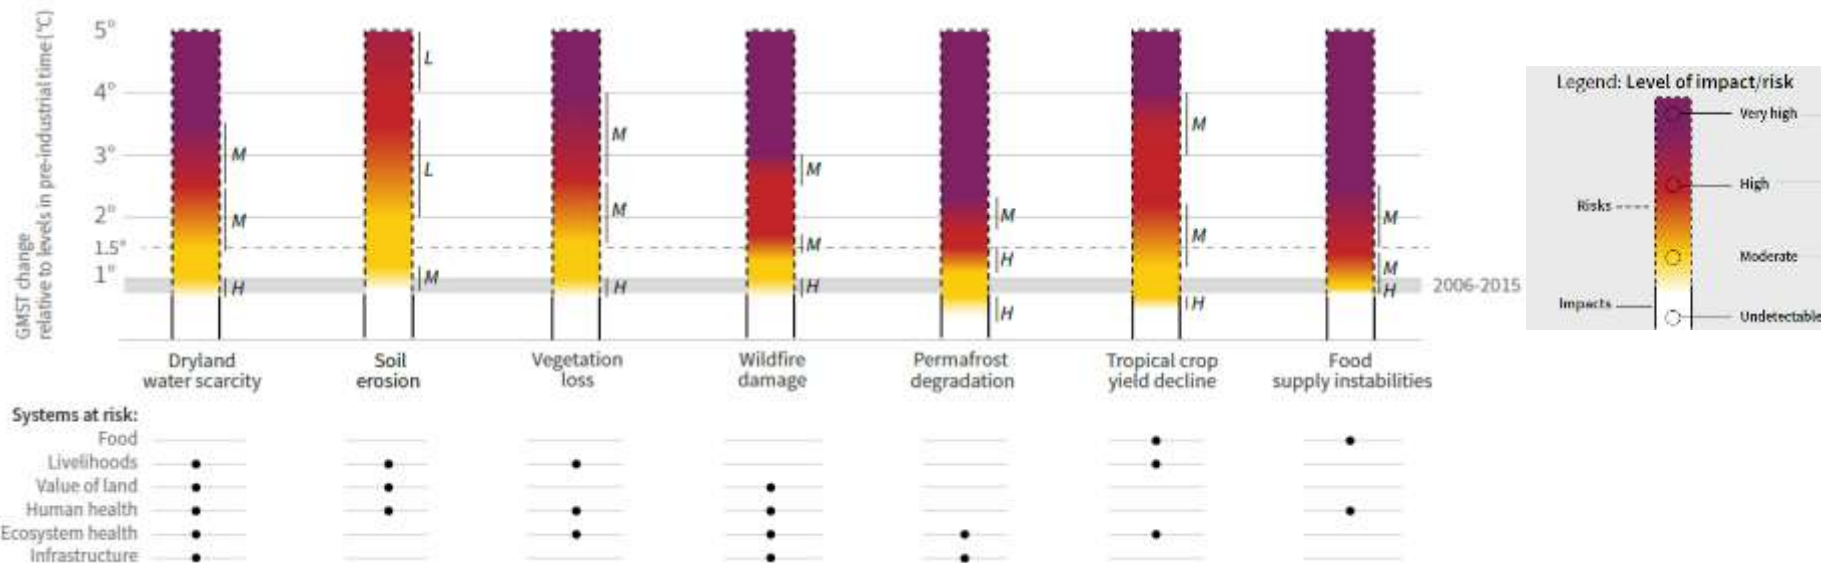 GMST change
relative to levels in pre-industrial time (°C)
5°
4°
3°
2°
1.5°
1°
M
M
H
L
L
M
M
M
H
M
M
H
M
H
H
M
M
H
M
M
H
2006-2015
Dryland
water scarcity
Soil
erosion
Vegetation
loss
Wildfire
damage
Permafrost
degradation
Tropical crop
yield decline
Food
supply instabilities
Systems at risk:
Food
Livelihoods
Value of land
Human health
Ecosystem health
Infrastructure
Legend: Level of impact/risk
Very high
High
Risks
Moderate
Impacts
Undetectable